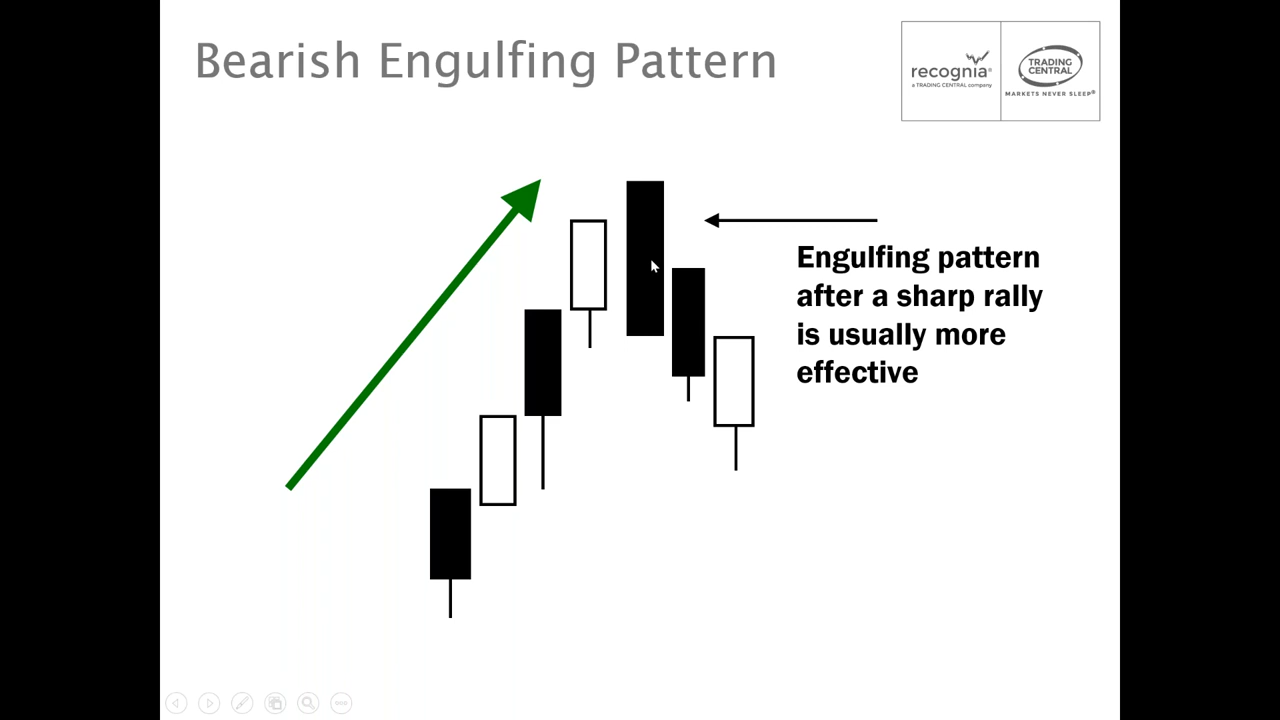 Bearish Engulfing Pattern
recognia®
a TRADING CENTRAL company
TRADING
CENTRAL
MARKETS NEVER SLEEP®
Engulfing pattern
after a sharp rally
is usually more
effective